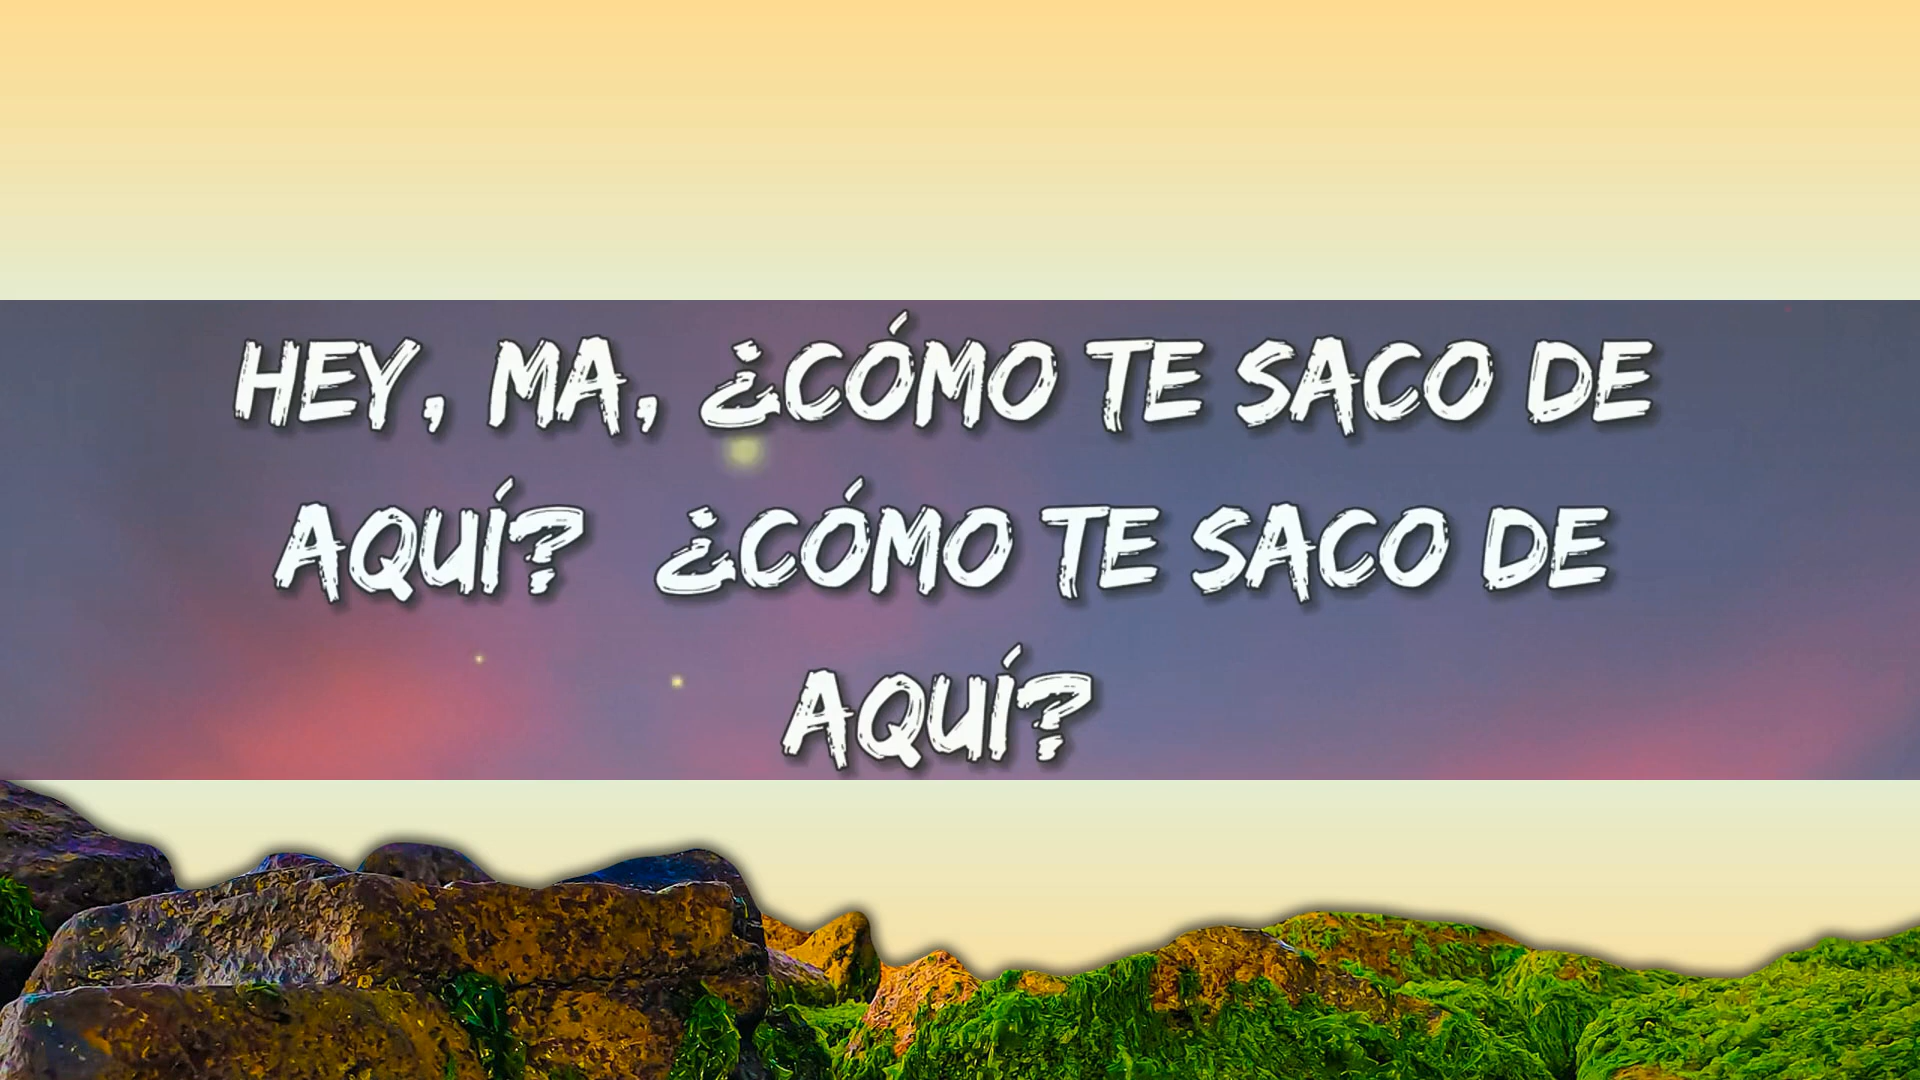 HEY, MA, ¿CÓMO TE SACO DE
AQUÍ? ¿CÓMO TE SACO DE
AQUÍ?